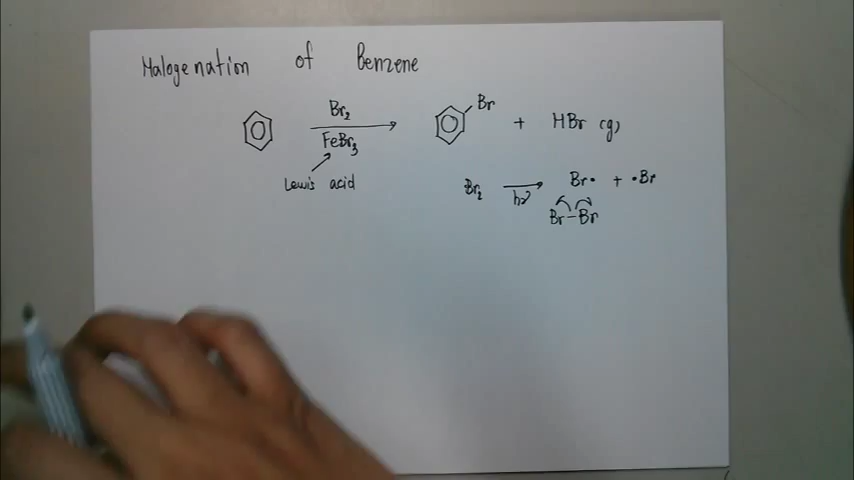 Halogenation of Benzene
Br₂
FeBr₃
Br
+ HBr (g)
Lewis acid
Br₂ hν Br• + •Br
Br–Br